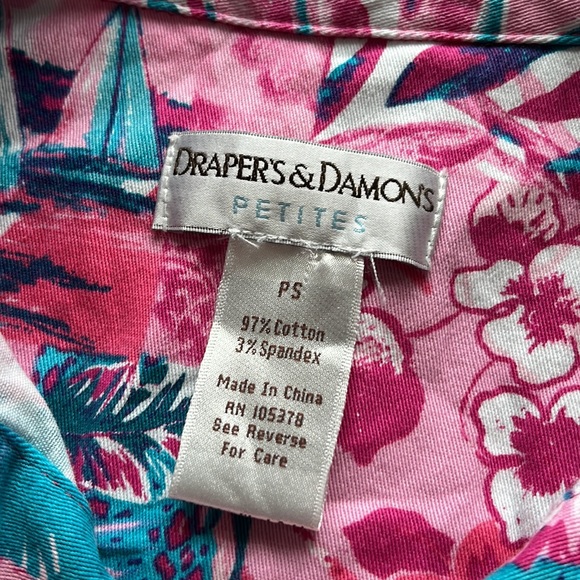 DRAPER'S & DAMON'S
PETITES
PS
97% Cotton
3% Spandex
Made In China
RN 105378
See Reverse
For Care